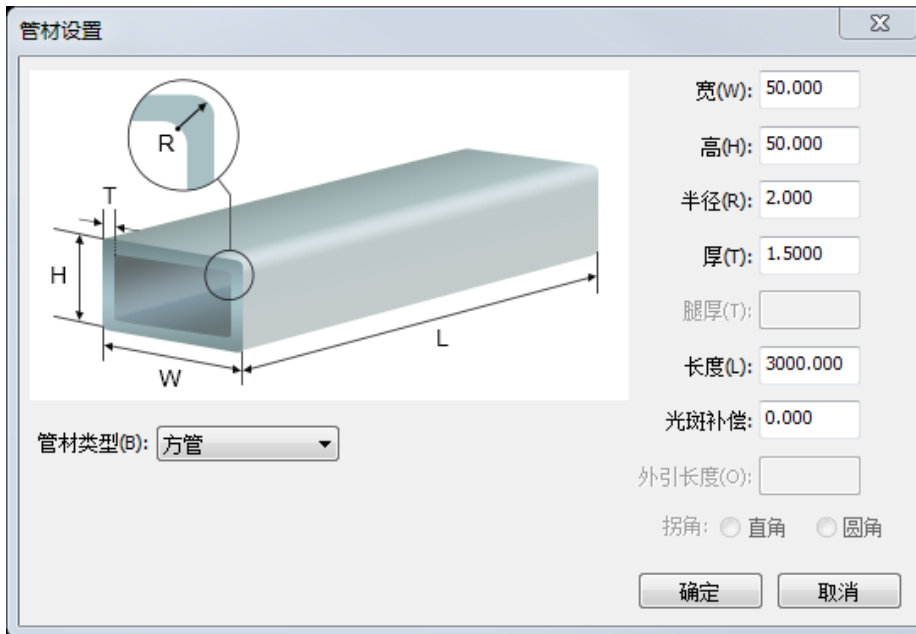 管材设置
R
T
H
W
L
管材类型(B): 方管
宽(W): 50.000
高(H): 50.000
半径(R): 2.000
厚(T): 1.5000
腿厚(T):
长度(L): 3000.000
光斑补偿: 0.000
外引长度(O):
拐角: 直角 圆角
确定 取消